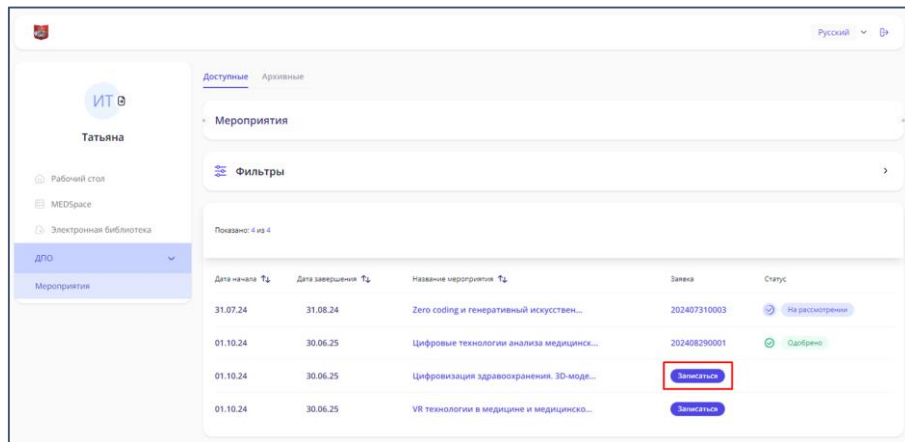 Русский
Доступные Архивные
ИТ
Татьяна
Мероприятия
Рабочий стол
MEDSpace
Электронная библиотека
ДПО
Мероприятия
Фильтры
Показано: 4 из 4
Дата начала Дата завершения Название мероприятия Заявка Статус
31.07.24 31.08.24 Zero coding и генеративный искусствен... 202407310003 На рассмотрении
01.10.24 30.06.25 Цифровые технологии анализа медицинск... 202408290001 Одобрено
01.10.24 30.06.25 Цифровизация здравоохранения. 3D-моде... Записаться
01.10.24 30.06.25 VR технологии в медицине и медицинско... Записаться